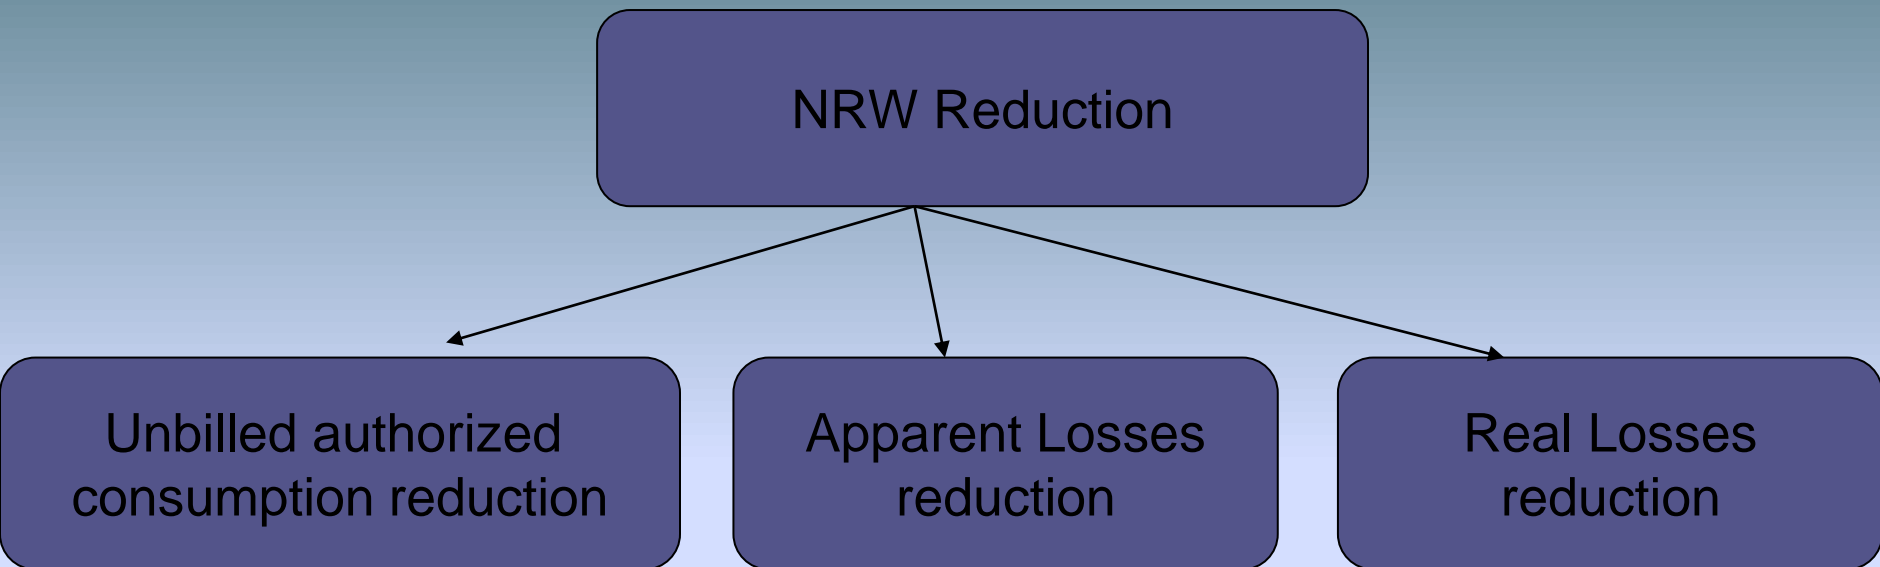 NRW Reduction
Unbilled authorized
consumption reduction
Apparent Losses
reduction
Real Losses
reduction